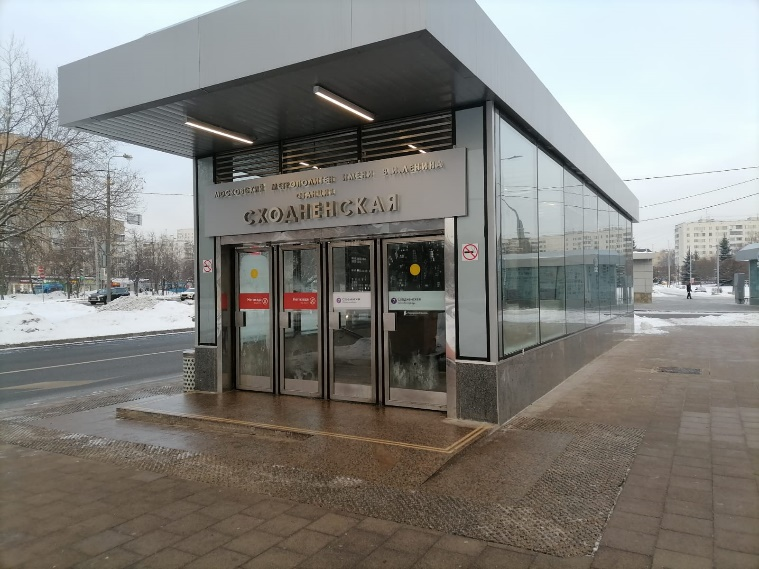 МОСКОВСКИЙ МЕТРОПОЛИТЕН ИМЕНИ В.И.ЛЕНИНА
СТАНЦИЯ
СХОДНЕНСКАЯ